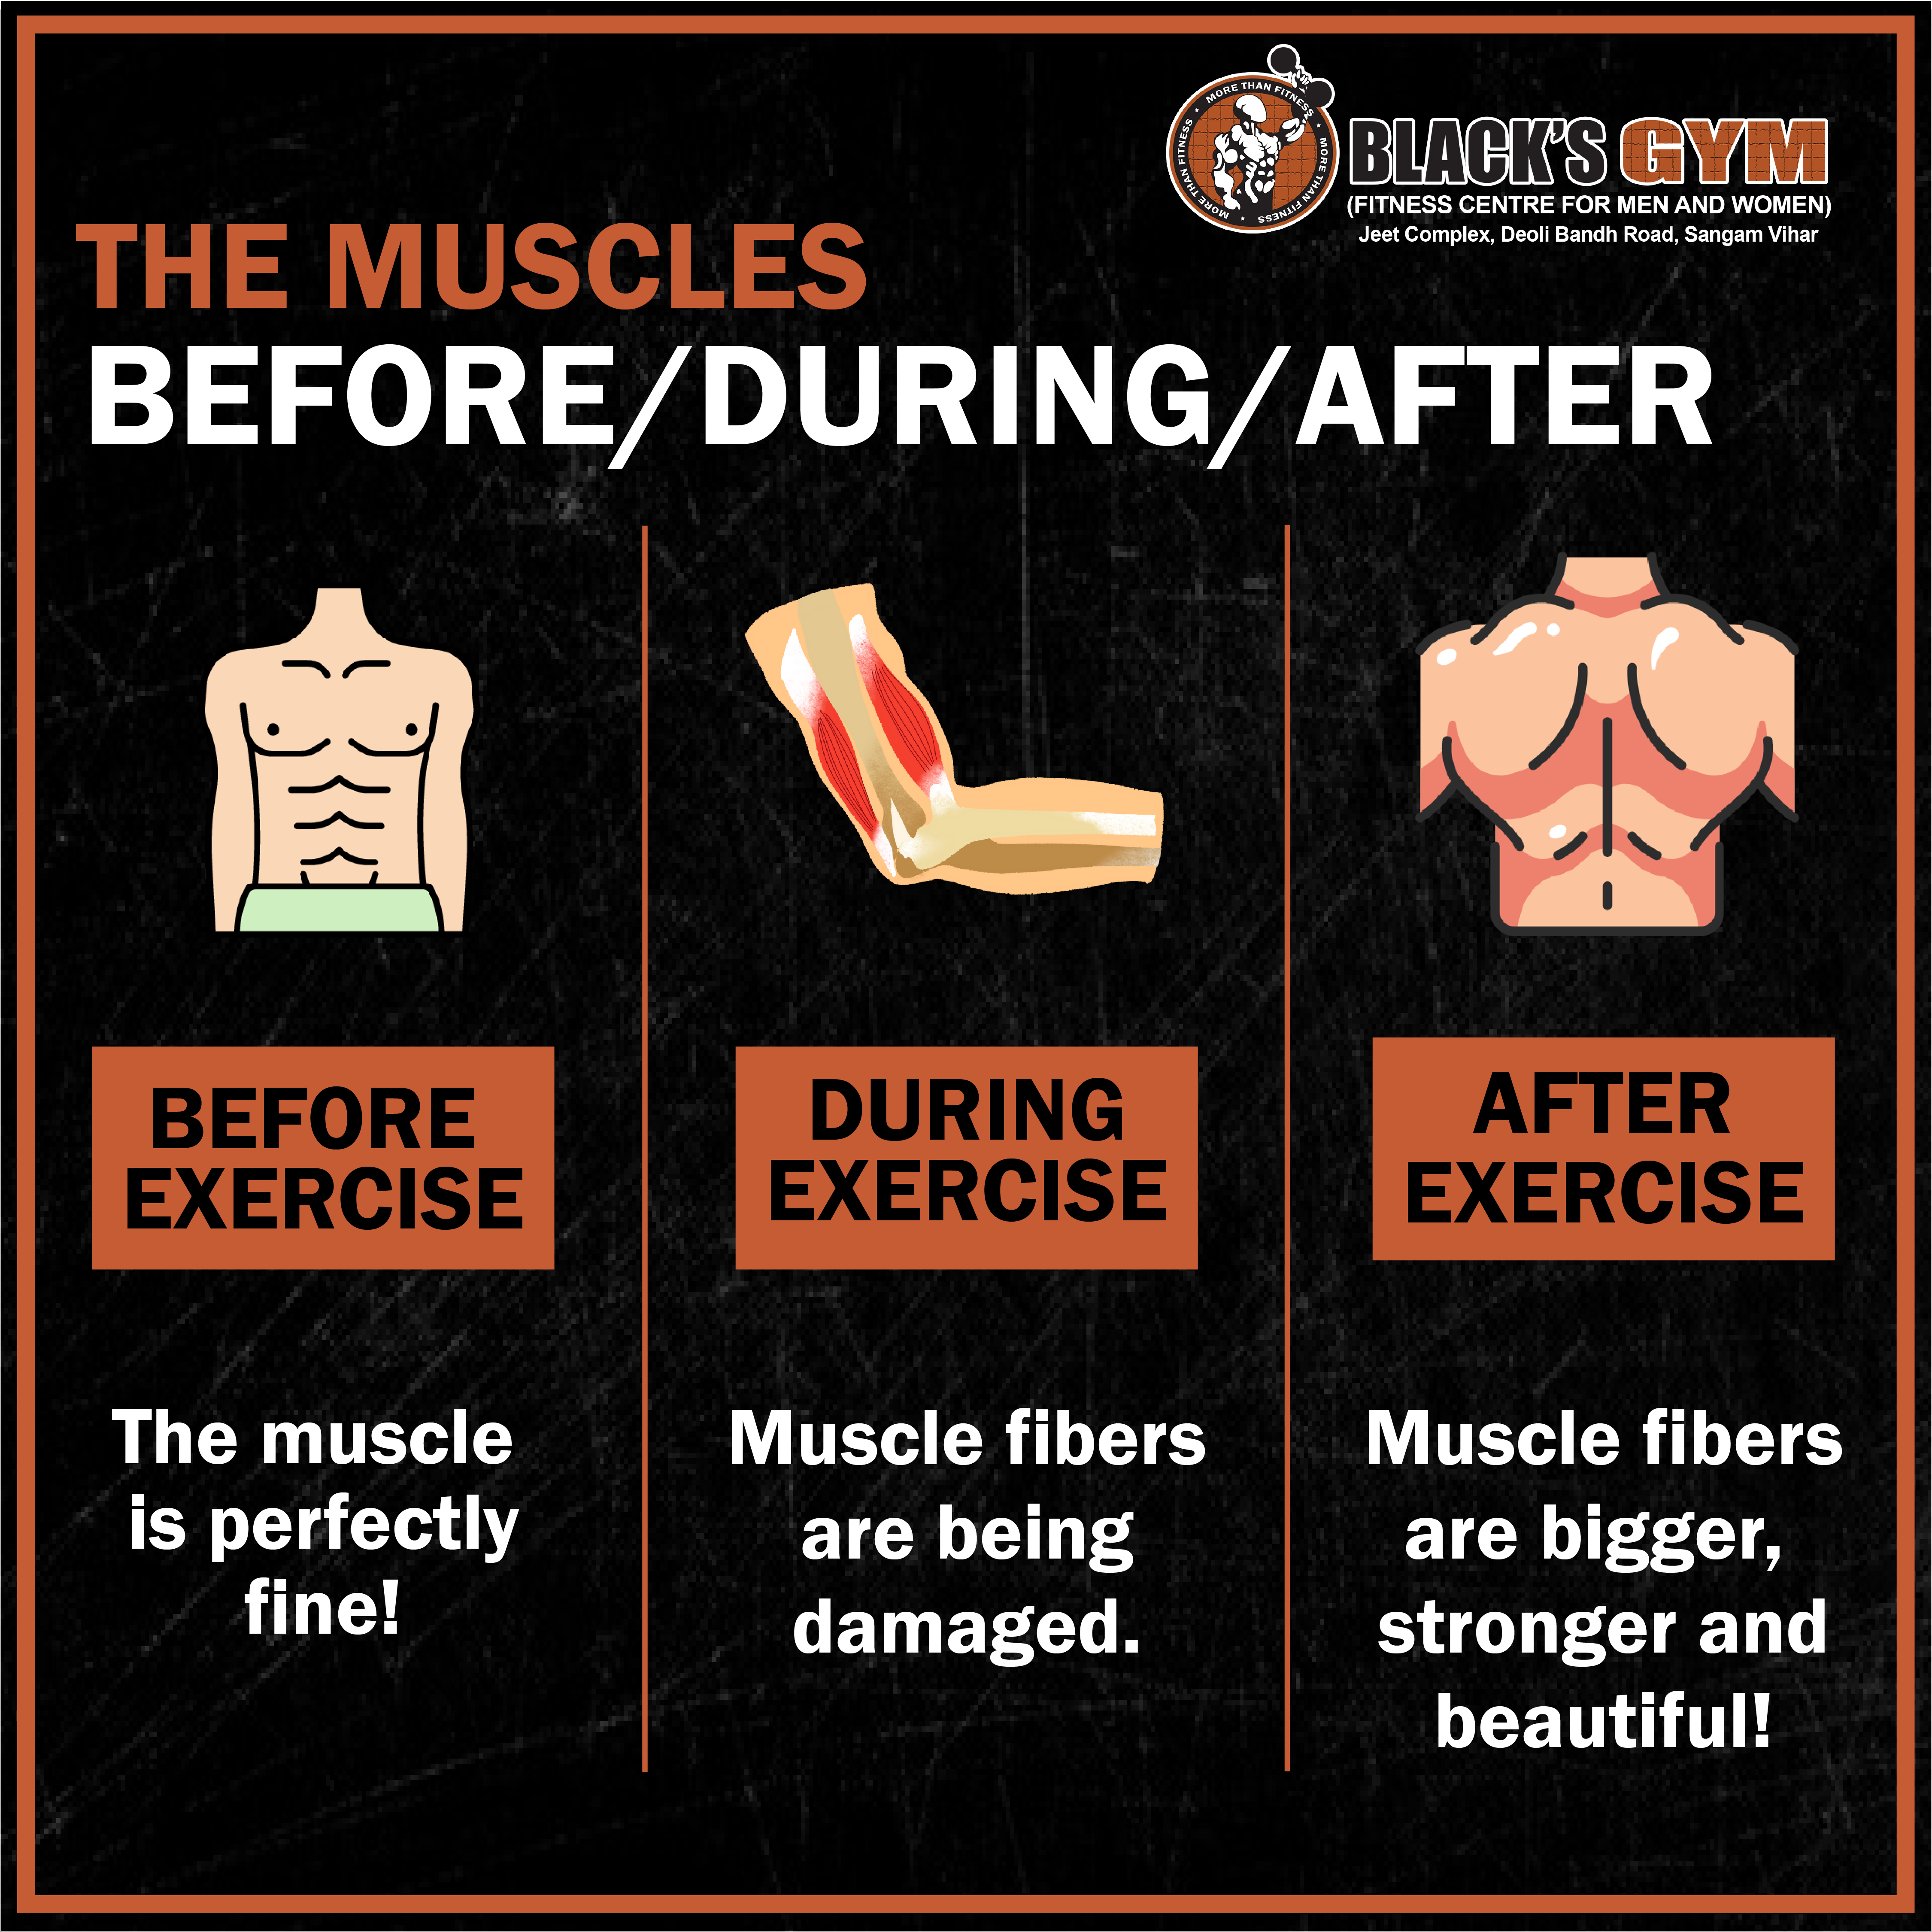 MORE THAN FITNESS * MORE THAN FITNESS * MORE THAN FITNESS *
BLACK'S GYM
(FITNESS CENTRE FOR MEN AND WOMEN)
Jeet Complex, Deoli Bandh Road, Sangam Vihar
THE MUSCLES
BEFORE/DURING/AFTER
BEFORE
EXERCISE
The muscle
is perfectly
fine!
DURING
EXERCISE
Muscle fibers
are being
damaged.
AFTER
EXERCISE
Muscle fibers
are bigger,
stronger and
beautiful!